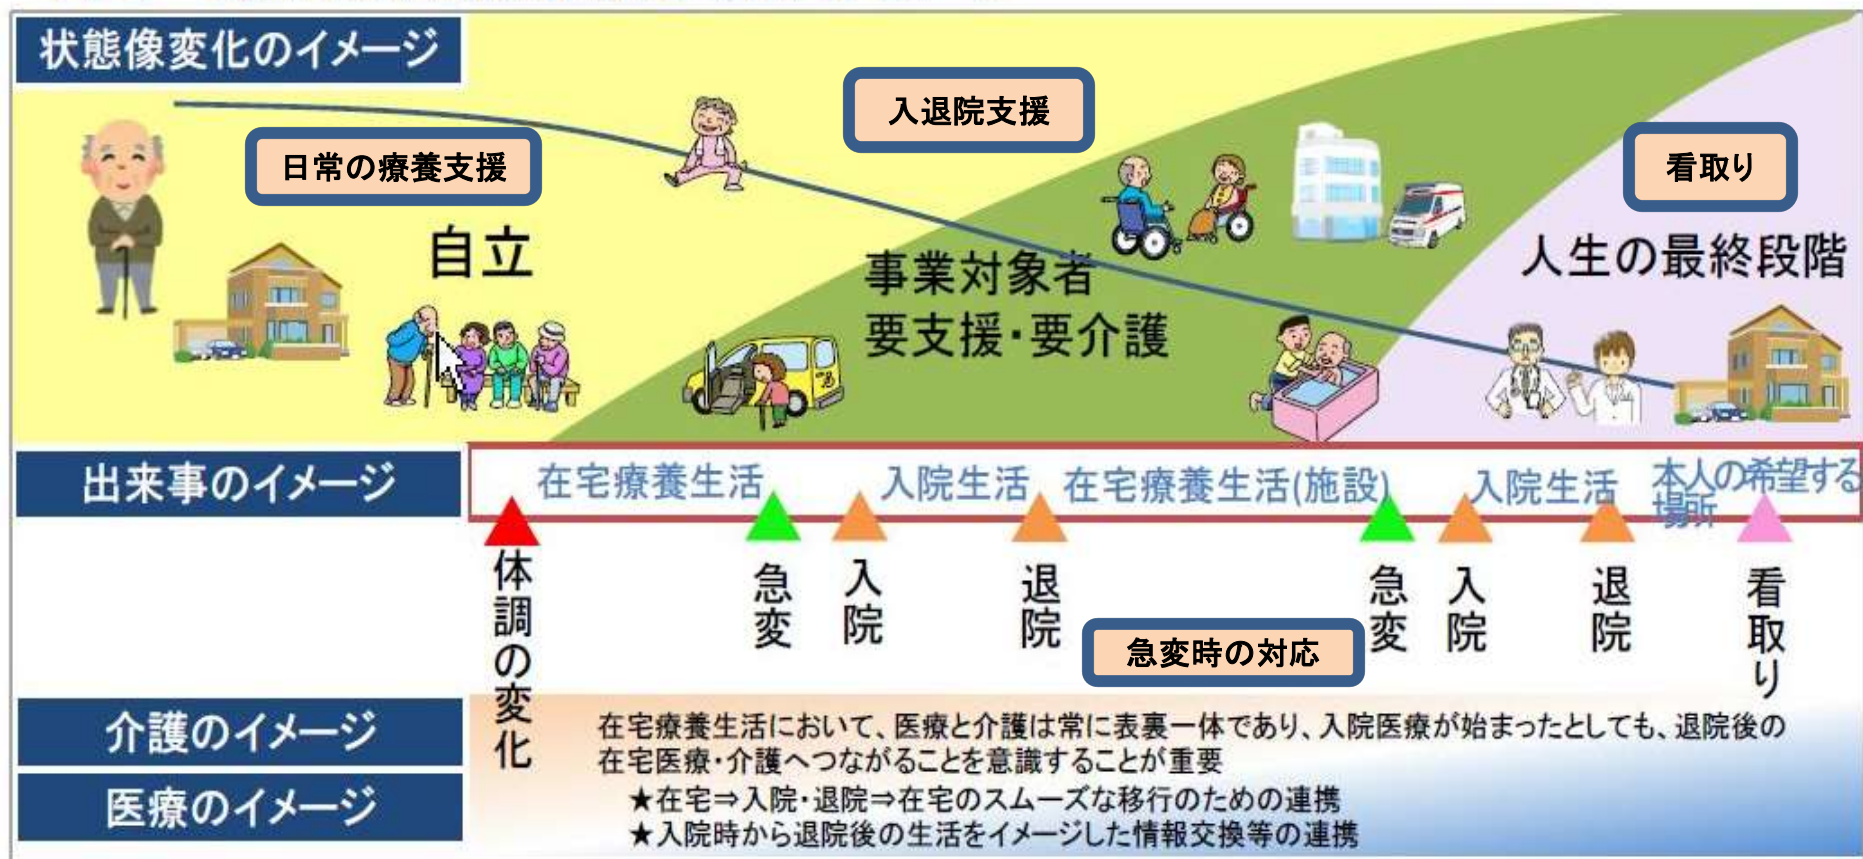 状態像変化のイメージ
入退院支援
日常の療養支援
看取り
自立
事業対象者
要支援・要介護
人生の最終段階
出来事のイメージ
在宅療養生活
入院生活
在宅療養生活(施設)
入院生活
本人の希望する
場所
体調の変化
急変
入院
退院
急変時の対応
急変
入院
退院
看取り
介護のイメージ
在宅療養生活において、医療と介護は常に表裏一体であり、入院医療が始まったとしても、退院後の
在宅医療・介護へつながることを意識することが重要
医療のイメージ
★在宅⇒入院・退院⇒在宅のスムーズな移行のための連携
★入院時から退院後の生活をイメージした情報交換等の連携